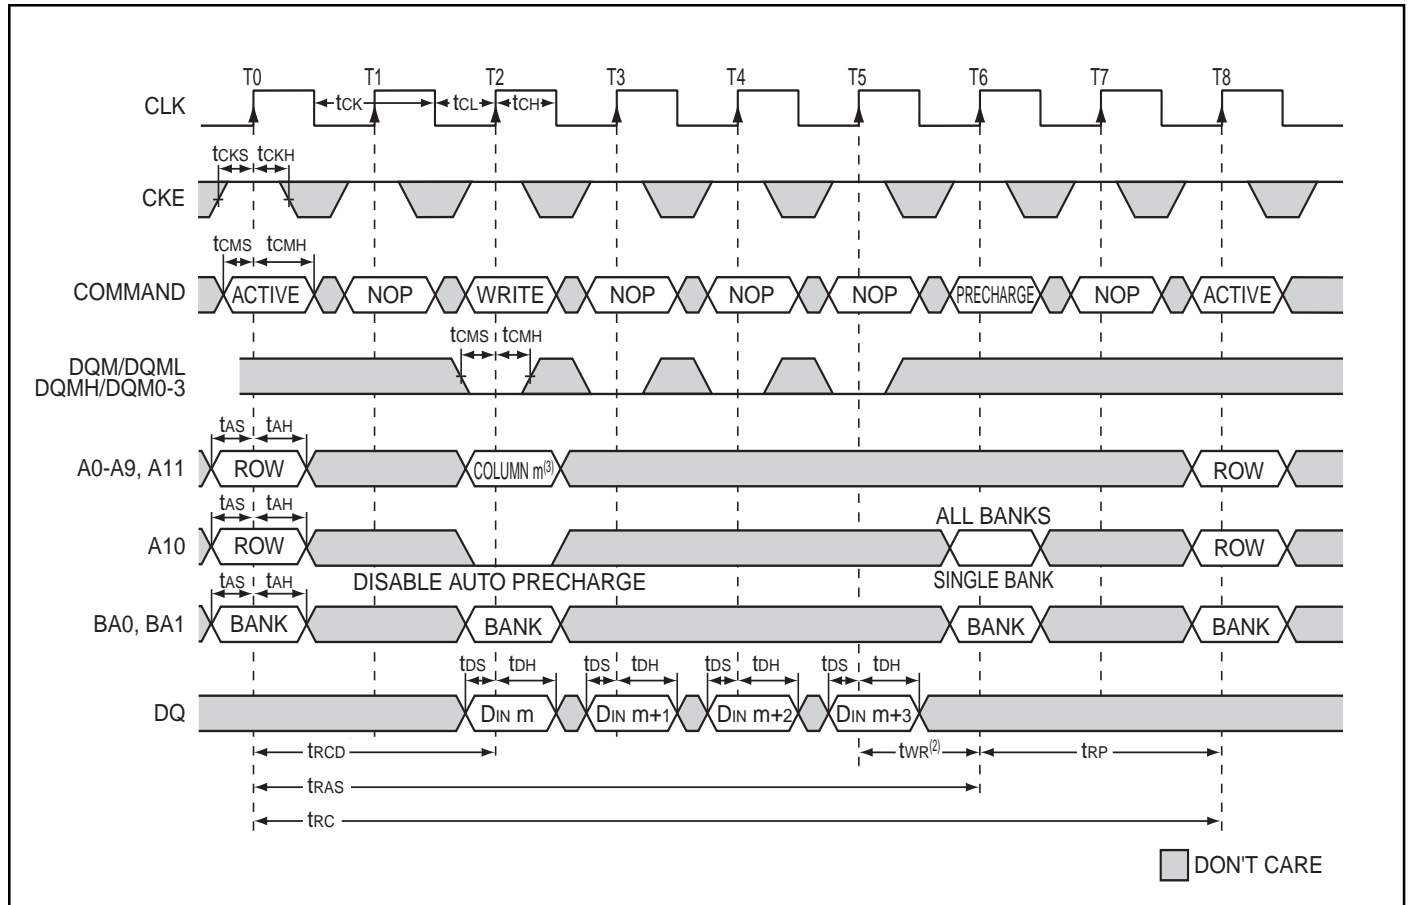 T0 T1 T2 T3 T4 T5 T6 T7 T8
CLK tCK tCL tCH
tCKS tCKH
CKE
tCMS tCMH
COMMAND ACTIVE NOP WRITE NOP NOP NOP PRECHARGE NOP ACTIVE
tCMS tCMH
DQM/DQML
DQMH/DQM0-3
tAS tAH
A0-A9, A11 ROW COLUMN m(3) ROW
tAS tAH ALL BANKS
A10 ROW ROW
tAS tAH DISABLE AUTO PRECHARGE SINGLE BANK
BA0, BA1 BANK BANK BANK BANK
tDS tDH tDS tDH tDS tDH tDS tDH
DQ DIN m DIN m+1 DIN m+2 DIN m+3
tRCD tWR(2) tRP
tRAS
tRC
DON'T CARE